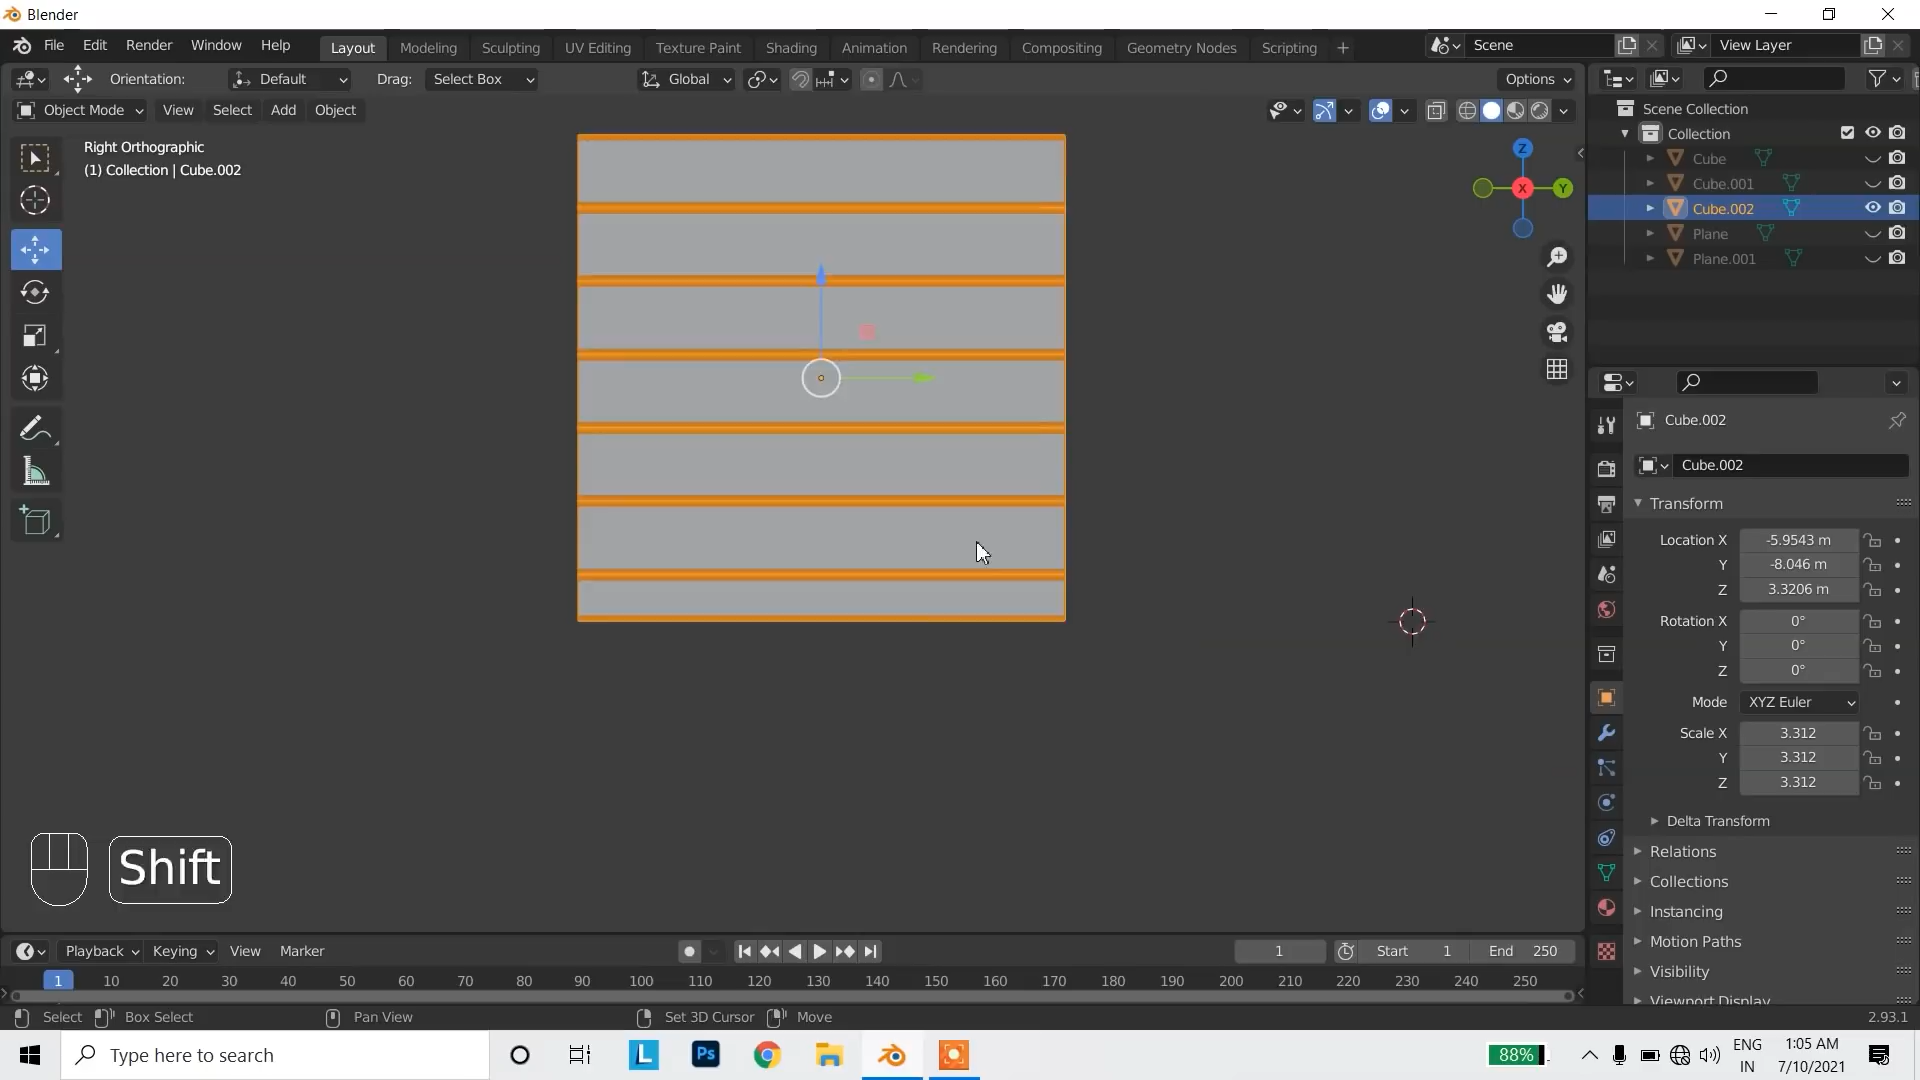 Blender
File Edit Render Window Help Layout Modeling Sculpting UV Editing Texture Paint Shading Animation Rendering Compositing Geometry Nodes Scripting + Scene View Layer
Orientation: Default Drag: Select Box Global Options
Object Mode View Select Add Object
Right Orthographic
(1) Collection | Cube.002
Z
X
Y
Scene Collection
Collection
Cube
Cube.001
Cube.002
Plane
Plane.001
Cube.002
Cube.002
Transform
Location X -5.9543 m
Y -8.046 m
Z 3.3206 m
Rotation X 0°
Y 0°
Z 0°
Mode XYZ Euler
Scale X 3.312
Y 3.312
Z 3.312
Delta Transform
Relations
Collections
Instancing
Motion Paths
Visibility
Viewport Display
Shift
Playback Keying View Marker 1 Start 1 End 250
1 10 20 30 40 50 60 70 80 90 100 110 120 130 140 150 160 170 180 190 200 210 220 230 240 250
Select Box Select Pan View Set 3D Cursor Move 2.93.1
Type here to search L Ps 88% ENG
IN
1:05 AM
7/10/2021